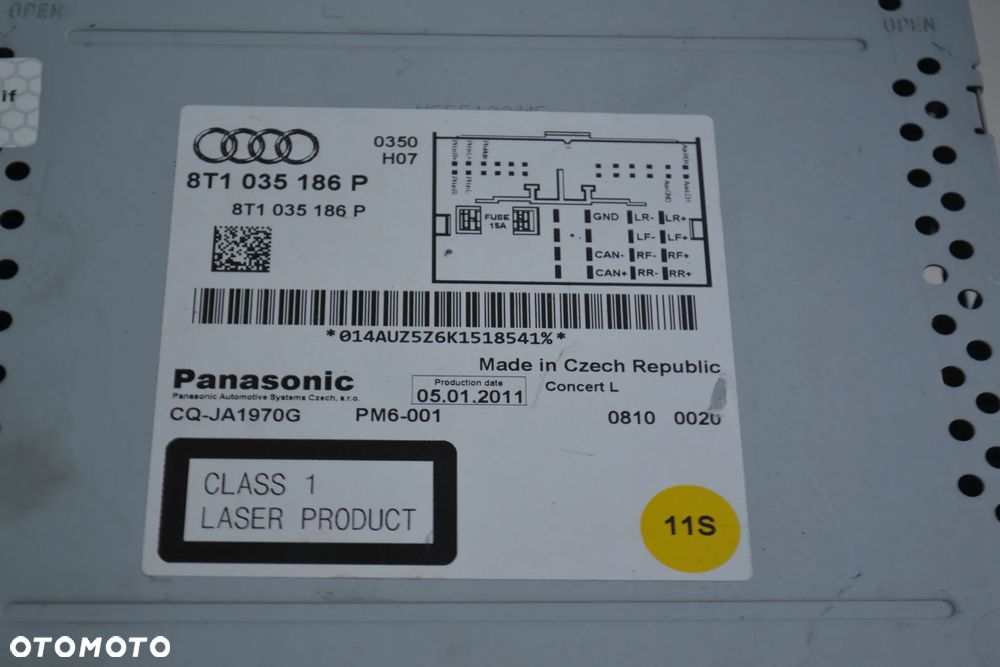 OPEN
OPEN
if
0350
H07
8T1 035 186 P
8T1 035 186 P
FUSE
15A
GND LR- LR+
+ - LF- LF+
CAN- RF- RF+
CAN+ RR- RR+
*014AUZ5Z6K1518541%*
Made in Czech Republic
Panasonic
Panasonic Automotive Systems Czech, s.r.o.
Production date
05.01.2011
Concert L
CQ-JA1970G PM6-001
0810 0020
CLASS 1
LASER PRODUCT
11S
OTOMOTO